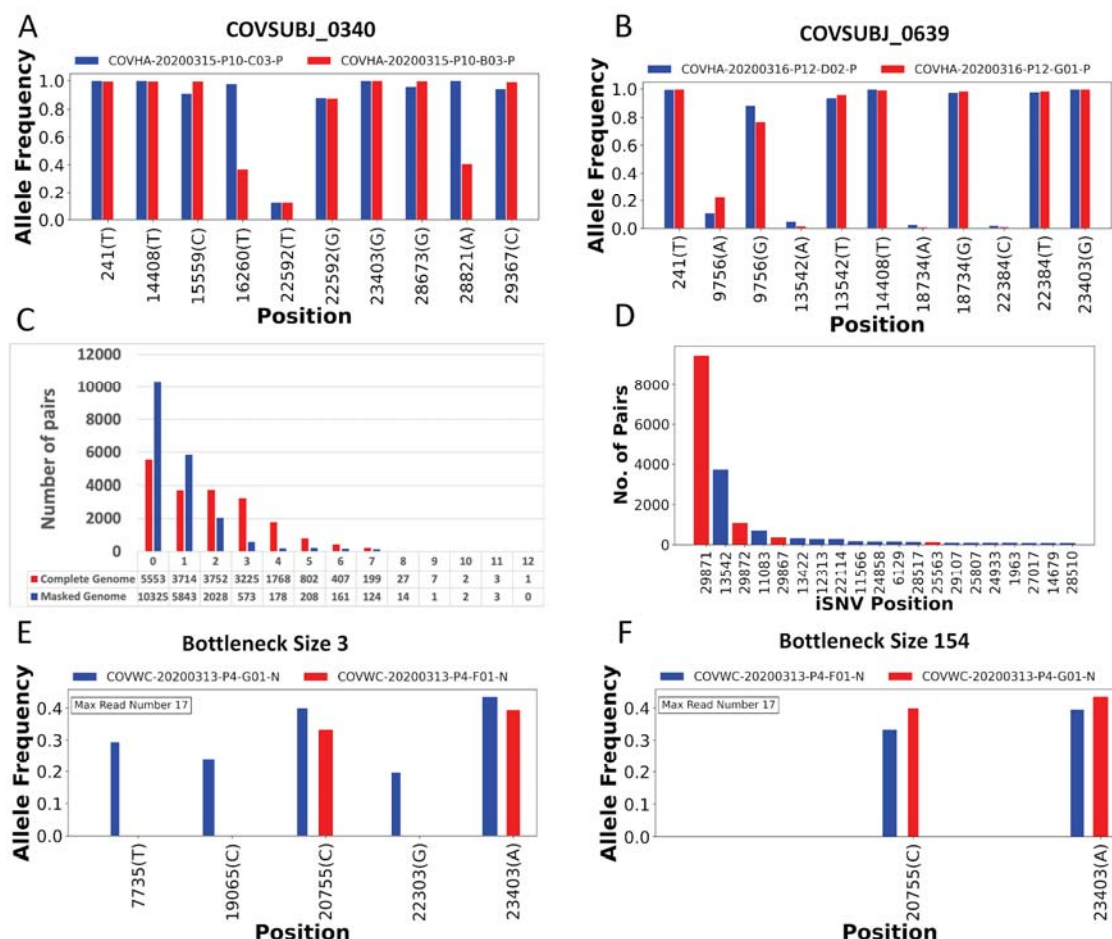 A
COVSUBJ_0340
COVHA-20200315-P10-C03-P COVHA-20200315-P10-B03-P
Allele Frequency
1.0
0.8
0.6
0.4
0.2
0.0
241(T) 14408(T) 15559(C) 16260(T) 22592(T) 22592(G) 23403(G) 28673(G) 28821(A) 29367(C)
Position
B
COVSUBJ_0639
COVHA-20200316-P12-D02-P COVHA-20200316-P12-G01-P
Allele Frequency
1.0
0.8
0.6
0.4
0.2
0.0
241(T) 9756(A) 9756(G) 13542(A) 13542(T) 14408(T) 18734(A) 18734(G) 22384(C) 22384(T) 23403(G)
Position
C
Number of pairs
12000
10000
8000
6000
4000
2000
0
0 1 2 3 4 5 6 7 8 9 10 11 12
Complete Genome 5553 3714 3752 3225 1768 802 407 199 27 7 2 3 1
Masked Genome 10325 5843 2028 573 178 208 161 124 14 1 2 3 0
D
No. of Pairs
8000
6000
4000
2000
0
29871 13542 29872 11083 29867 13422 12313 22114 11566 24858 6129 28517 25563 29107 25807 24933 1963 27017 14679 28510
iSNV Position
E
Bottleneck Size 3
COVWC-20200313-P4-G01-N COVWC-20200313-P4-F01-N
Max Read Number 17
Allele Frequency
0.4
0.3
0.2
0.1
0.0
7735(T) 19065(C) 20755(C) 22303(G) 23403(A)
Position
F
Bottleneck Size 154
COVWC-20200313-P4-F01-N COVWC-20200313-P4-G01-N
Max Read Number 17
Allele Frequency
0.4
0.3
0.2
0.1
0.0
20755(C) 23403(A)
Position